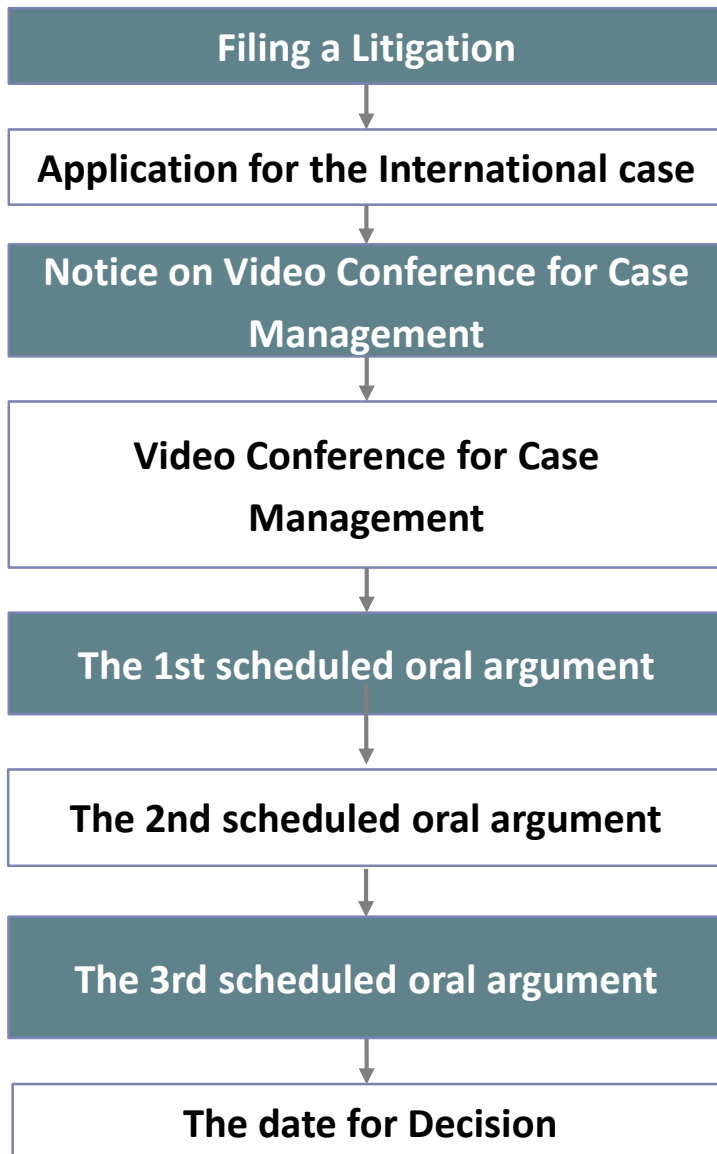 Filing a Litigation
Application for the International case
Notice on Video Conference for Case
Management
Video Conference for Case
Management
The 1st scheduled oral argument
The 2nd scheduled oral argument
The 3rd scheduled oral argument
The date for Decision